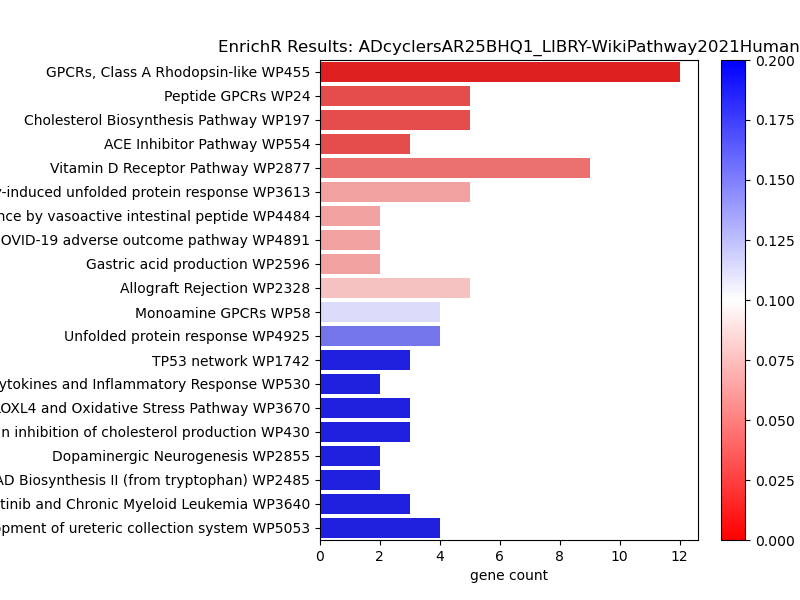 EnrichR Results: ADcyclersAR25BHQ1_LIBRY-WikiPathway2021Human
GPCRs, Class A Rhodopsin-like WP455
Peptide GPCRs WP24
Cholesterol Biosynthesis Pathway WP197
ACE Inhibitor Pathway WP554
Vitamin D Receptor Pathway WP2877
-induced unfolded protein response WP3613
nce by vasoactive intestinal peptide WP4484
OVID-19 adverse outcome pathway WP4891
Gastric acid production WP2596
Allograft Rejection WP2328
Monoamine GPCRs WP58
Unfolded protein response WP4925
TP53 network WP1742
ytokines and Inflammatory Response WP530
OXL4 and Oxidative Stress Pathway WP3670
n inhibition of cholesterol production WP430
Dopaminergic Neurogenesis WP2855
AD Biosynthesis II (from tryptophan) WP2485
tinib and Chronic Myeloid Leukemia WP3640
pment of ureteric collection system WP5053
0 2 4 6 8 10 12
gene count
0.200
0.175
0.150
0.125
0.100
0.075
0.050
0.025
0.000